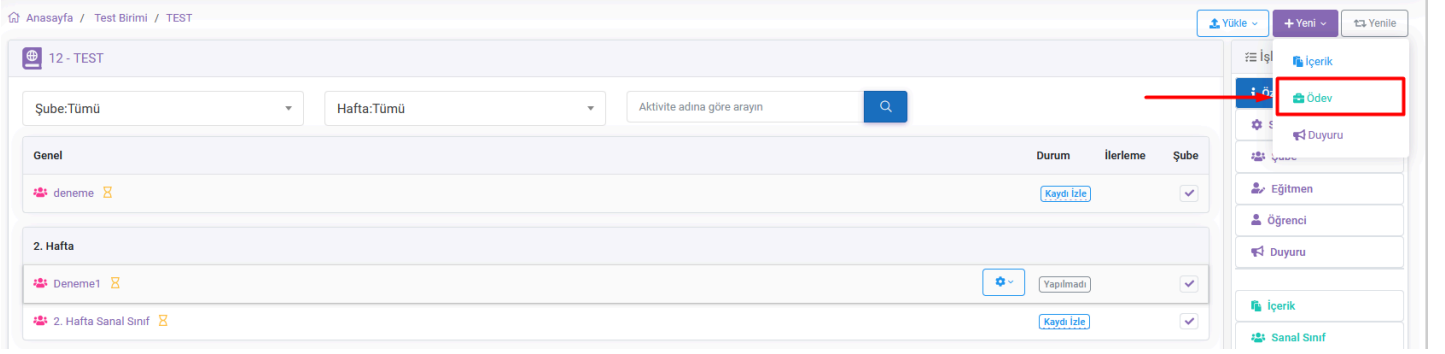 Anasayfa / Test Birimi / TEST
Yükle
Yeni
Yenile
12 - TEST
İçerik
Ödev
Duyuru
Şube:Tümü
Hafta:Tümü
Aktivite adına göre arayın
Genel
Durum
İlerleme
Şube
deneme
Kaydı İzle
2. Hafta
Deneme1
Yapılmadı
2. Hafta Sanal Sınıf
Kaydı İzle
Eğitmen
Öğrenci
Duyuru
İçerik
Sanal Sınıf